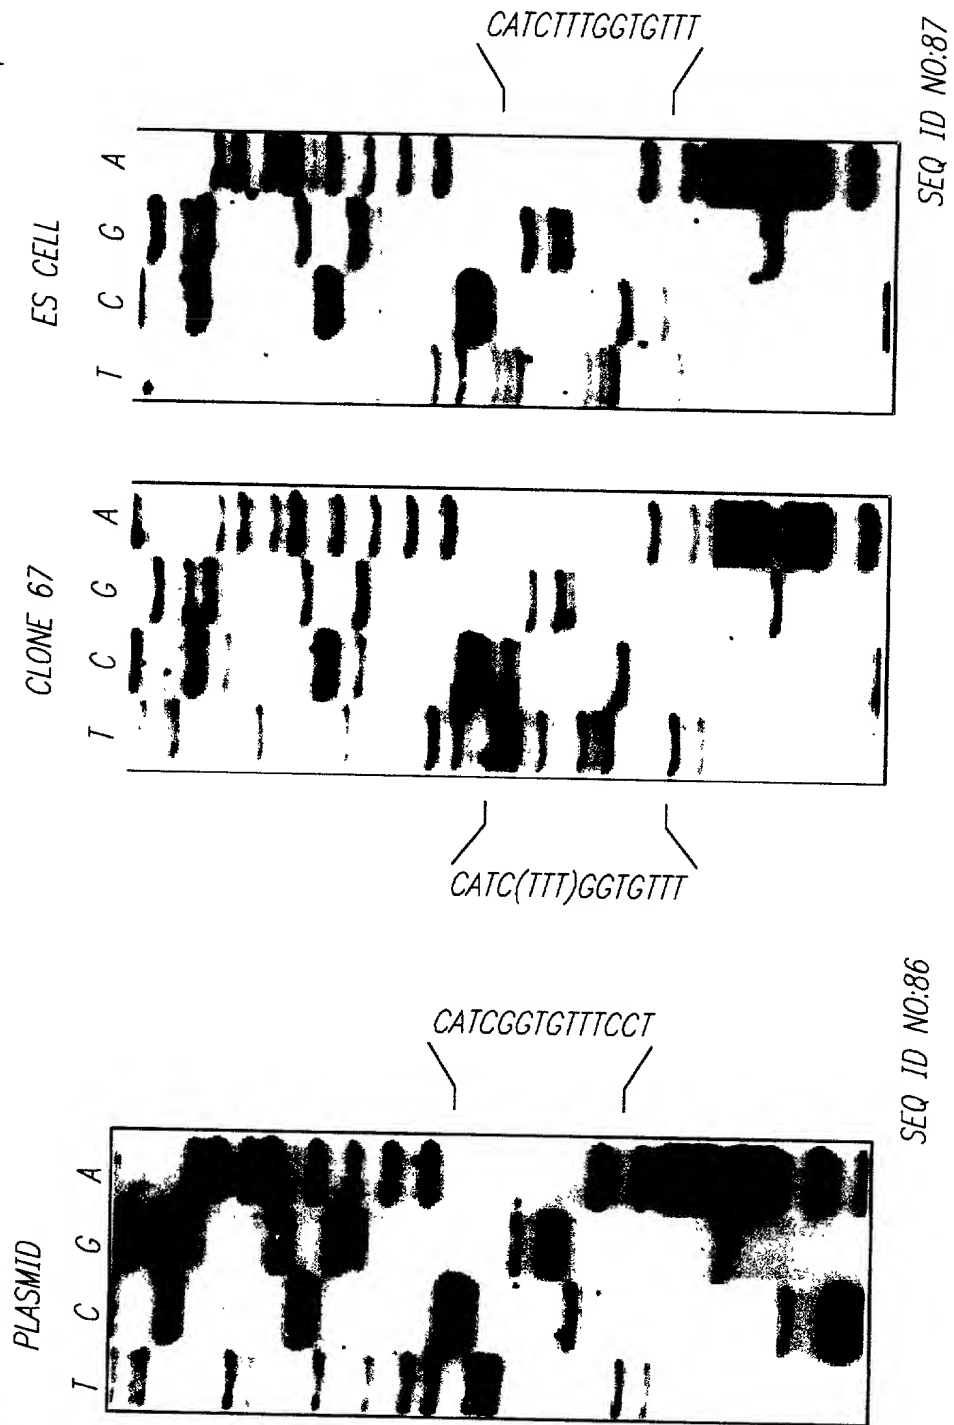 PLASMID
T C G A
CATCGGTGTTTCCT
SEQ ID NO:86
CLONE 67
T C G A
CATC(TTT)GGTGTTT
ES CELL
T C G A
CATCTTTGGTGTTT
SEQ ID NO:87